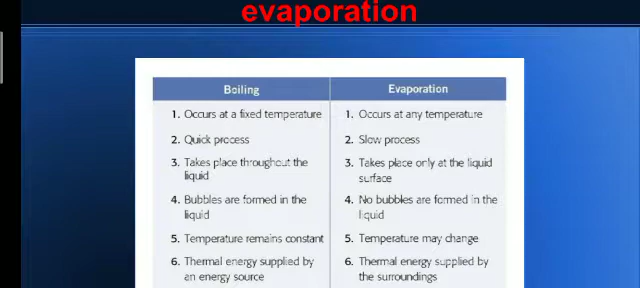 evaporation
Boiling Evaporation
1. Occurs at a fixed temperature 1. Occurs at any temperature
2. Quick process 2. Slow process
3. Takes place throughout the 3. Takes place only at the liquid
liquid surface
4. Bubbles are formed in the 4. No bubbles are formed in the
liquid liquid
5. Temperature remains constant 5. Temperature may change
6. Thermal energy supplied by 6. Thermal energy supplied by
an energy source the surroundings